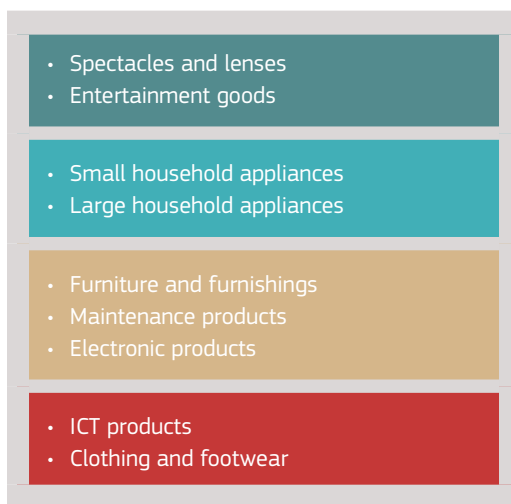 • Spectacles and lenses
• Entertainment goods
• Small household appliances
• Large household appliances
• Furniture and furnishings
• Maintenance products
• Electronic products
• ICT products
• Clothing and footwear